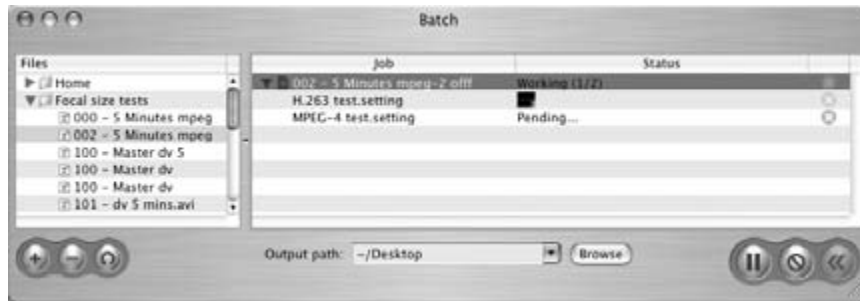 Batch
Files
Job
Status
Home
Focal size tests
000 - 5 Minutes mpeg
002 - 5 Minutes mpeg
100 - Master dv 5
100 - Master dv
100 - Master dv
101 - dv 5 mins.avi
002 - 5 Minutes mpeg-2 offf
Working (1/2)
H.263 test.setting
MPEG-4 test.setting
Pending...
Output path:
~/Desktop
Browse